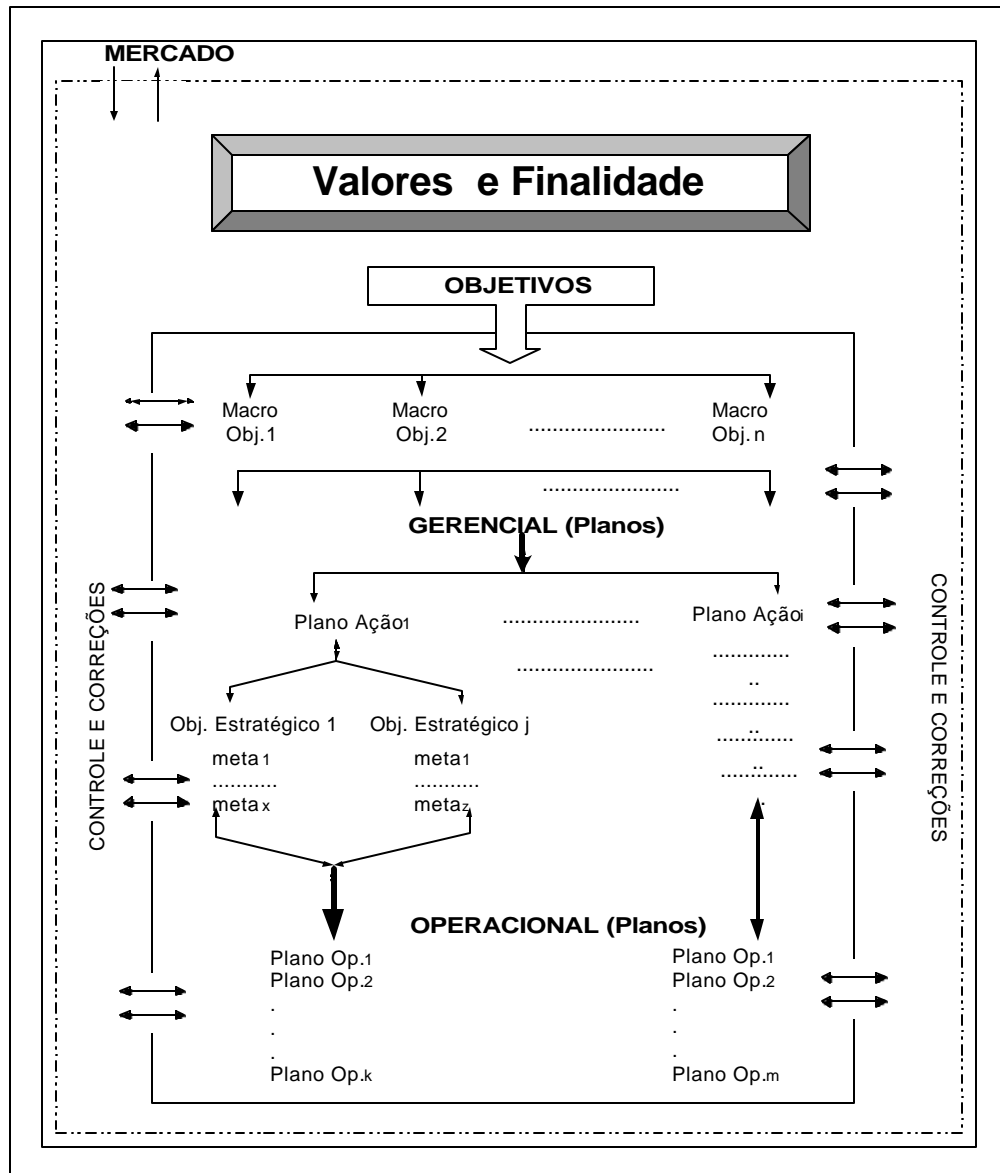 MERCADO
Valores e Finalidade
OBJETIVOS
Macro
Obj.1
Macro
Obj.2
.......................
Macro
Obj. n
.......................
GERENCIAL (Planos)
CONTROLE E CORREÇÕES
CONTROLE E CORREÇÕES
Plano Ação1
.......................
Plano Açãoi
.......................
.............
..
.............
..
.............
..
.............
.
Obj. Estratégico 1
Obj. Estratégico j
meta1
...........
metax
meta1
...........
metaz
OPERACIONAL (Planos)
Plano Op.1
Plano Op.2
.
.
.
Plano Op.k
Plano Op.1
Plano Op.2
.
.
.
Plano Op.m